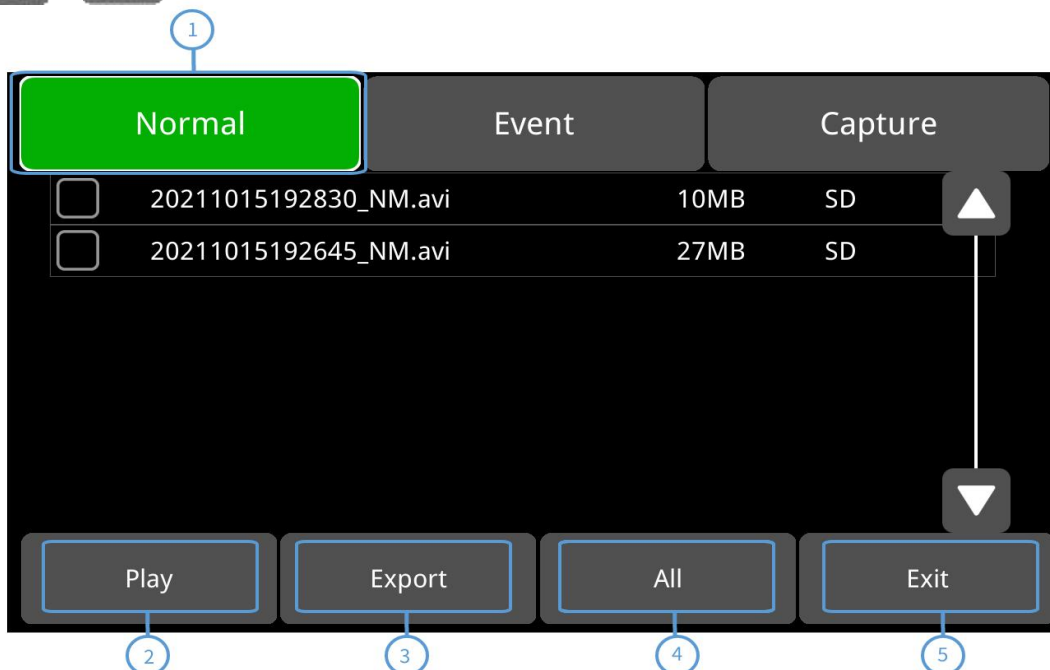 1
Normal Event Capture
20211015192830_NM.avi 10MB SD
20211015192645_NM.avi 27MB SD
Play Export All Exit
2 3 4 5